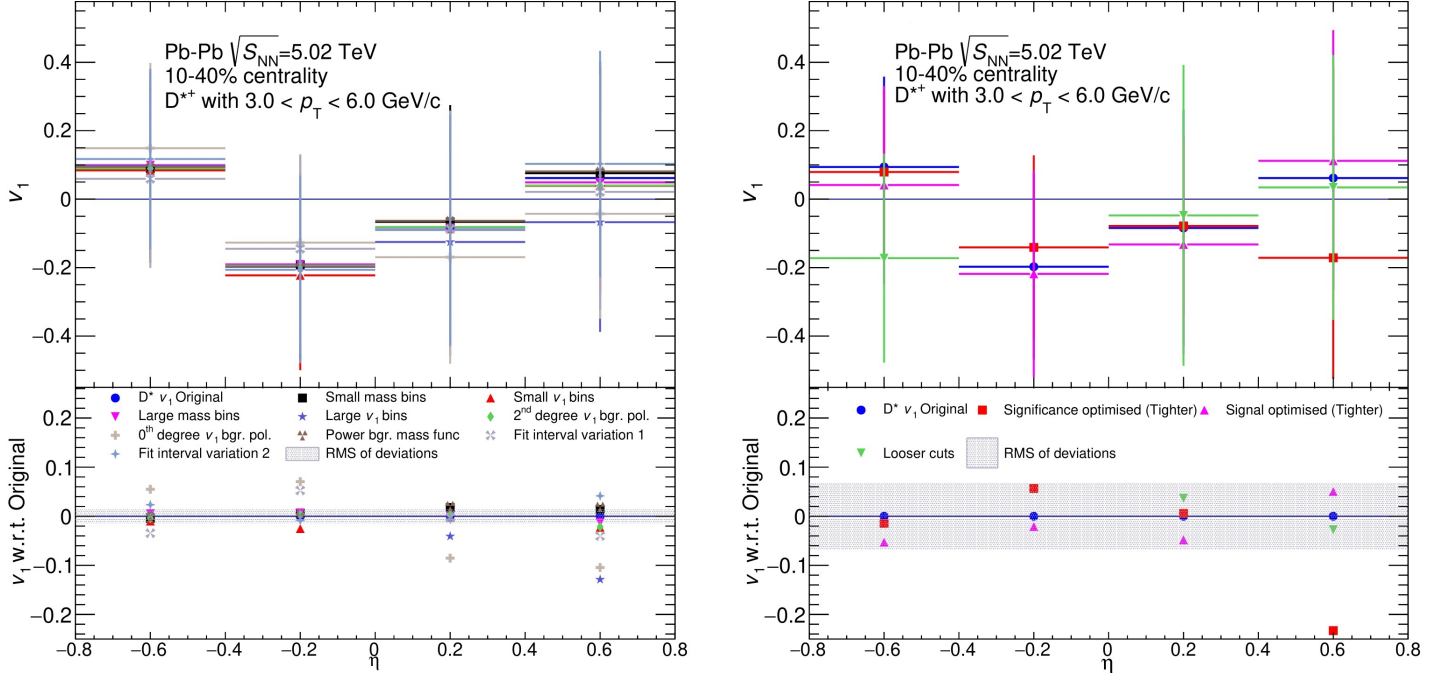 0.4
0.2
0
−0.2
−0.4
v₁
Pb-Pb √S_NN=5.02 TeV
10-40% centrality
D*⁺ with 3.0 < p_T < 6.0 GeV/c
0.2
0.1
0
−0.1
−0.2
v₁ w.r.t. Original
D* v₁ Original
Small mass bins
Small v₁ bins
Large mass bins
Large v₁ bins
2nd degree v₁ bgr. pol.
0th degree v₁ bgr. pol.
Power bgr. mass func
Fit interval variation 1
Fit interval variation 2
RMS of deviations
−0.8 −0.6 −0.4 −0.2 0 0.2 0.4 0.6 0.8
η
0.4
0.2
0
−0.2
−0.4
v₁
Pb-Pb √S_NN=5.02 TeV
10-40% centrality
D*⁺ with 3.0 < p_T < 6.0 GeV/c
0.2
0.1
0
−0.1
−0.2
v₁ w.r.t. Original
D* v₁ Original
Significance optimised (Tighter)
Signal optimised (Tighter)
Looser cuts
RMS of deviations
−0.8 −0.6 −0.4 −0.2 0 0.2 0.4 0.6 0.8
η